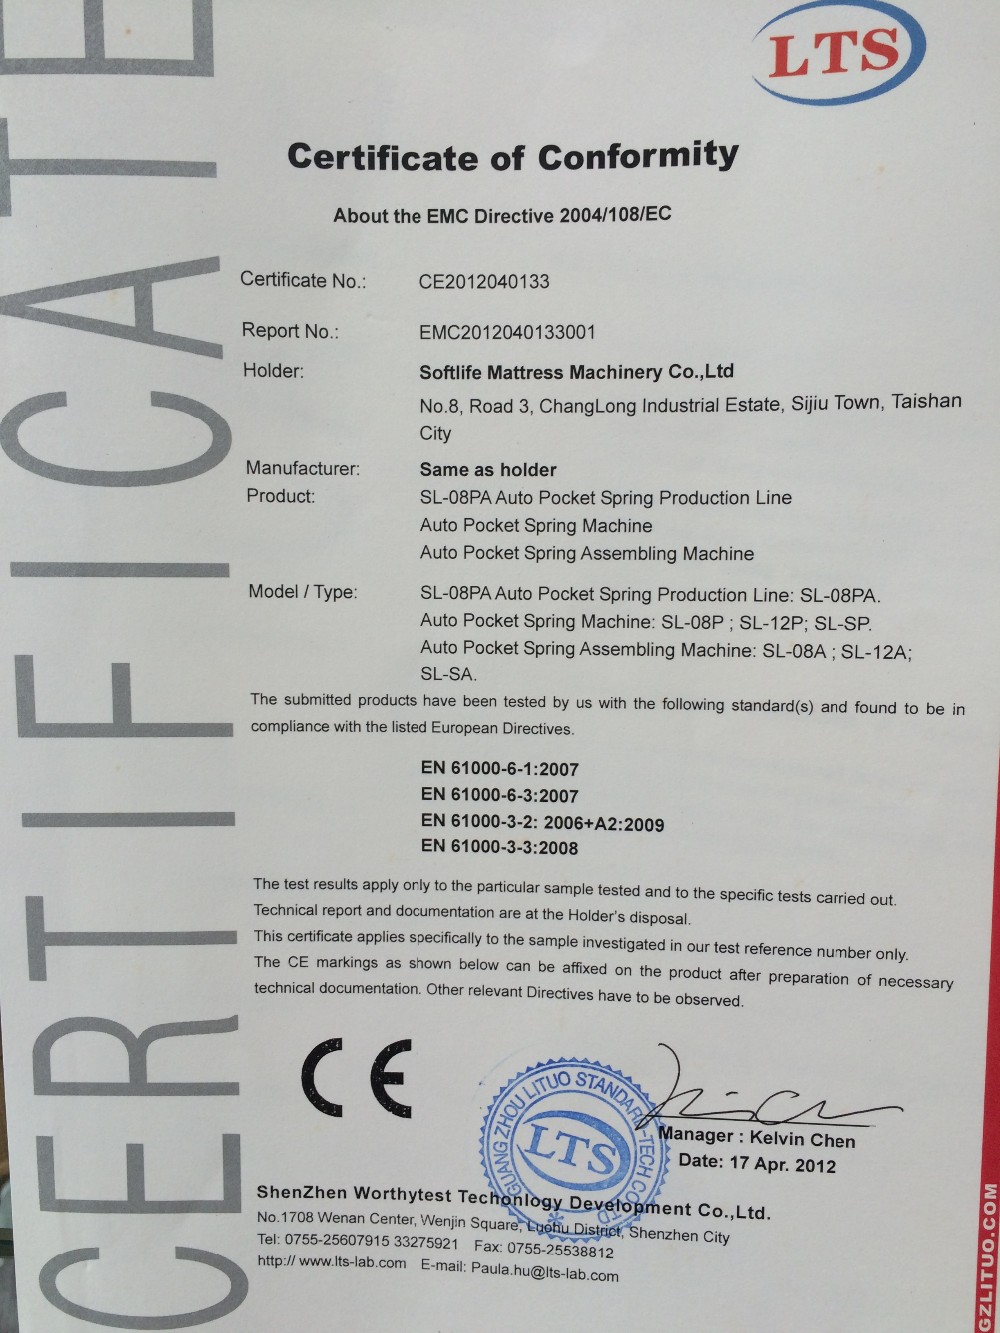 LTS
CERTIFICATE
Certificate of Conformity
About the EMC Directive 2004/108/EC
Certificate No.: CE2012040133
Report No.: EMC2012040133001
Holder: Softlife Mattress Machinery Co.,Ltd
No.8, Road 3, ChangLong Industrial Estate, Sijiu Town, Taishan
City
Manufacturer: Same as holder
Product: SL-08PA Auto Pocket Spring Production Line
Auto Pocket Spring Machine
Auto Pocket Spring Assembling Machine
Model / Type: SL-08PA Auto Pocket Spring Production Line: SL-08PA.
Auto Pocket Spring Machine: SL-08P ; SL-12P; SL-SP.
Auto Pocket Spring Assembling Machine: SL-08A ; SL-12A;
SL-SA.
The submitted products have been tested by us with the following standard(s) and found to be in
compliance with the listed European Directives.
EN 61000-6-1:2007
EN 61000-6-3:2007
EN 61000-3-2: 2006+A2:2009
EN 61000-3-3:2008
The test results apply only to the particular sample tested and to the specific tests carried out.
Technical report and documentation are at the Holder's disposal.
This certificate applies specifically to the sample investigated in our test reference number only.
The CE markings as shown below can be affixed on the product after preparation of necessary
technical documentation. Other relevant Directives have to be observed.
CE
GUANG ZHOU LITUO STANDARD-TECH CO LTD
LTS
Manager : Kelvin Chen
Date: 17 Apr. 2012
ShenZhen Worthytest Techonlogy Development Co.,Ltd.
No.1708 Wenan Center, Wenjin Square, Luohu District, Shenzhen City
Tel: 0755-25607915 33275921 Fax: 0755-25538812
http:// www.lts-lab.com E-mail: Paula.hu@lts-lab.com
GZLITUO.COM